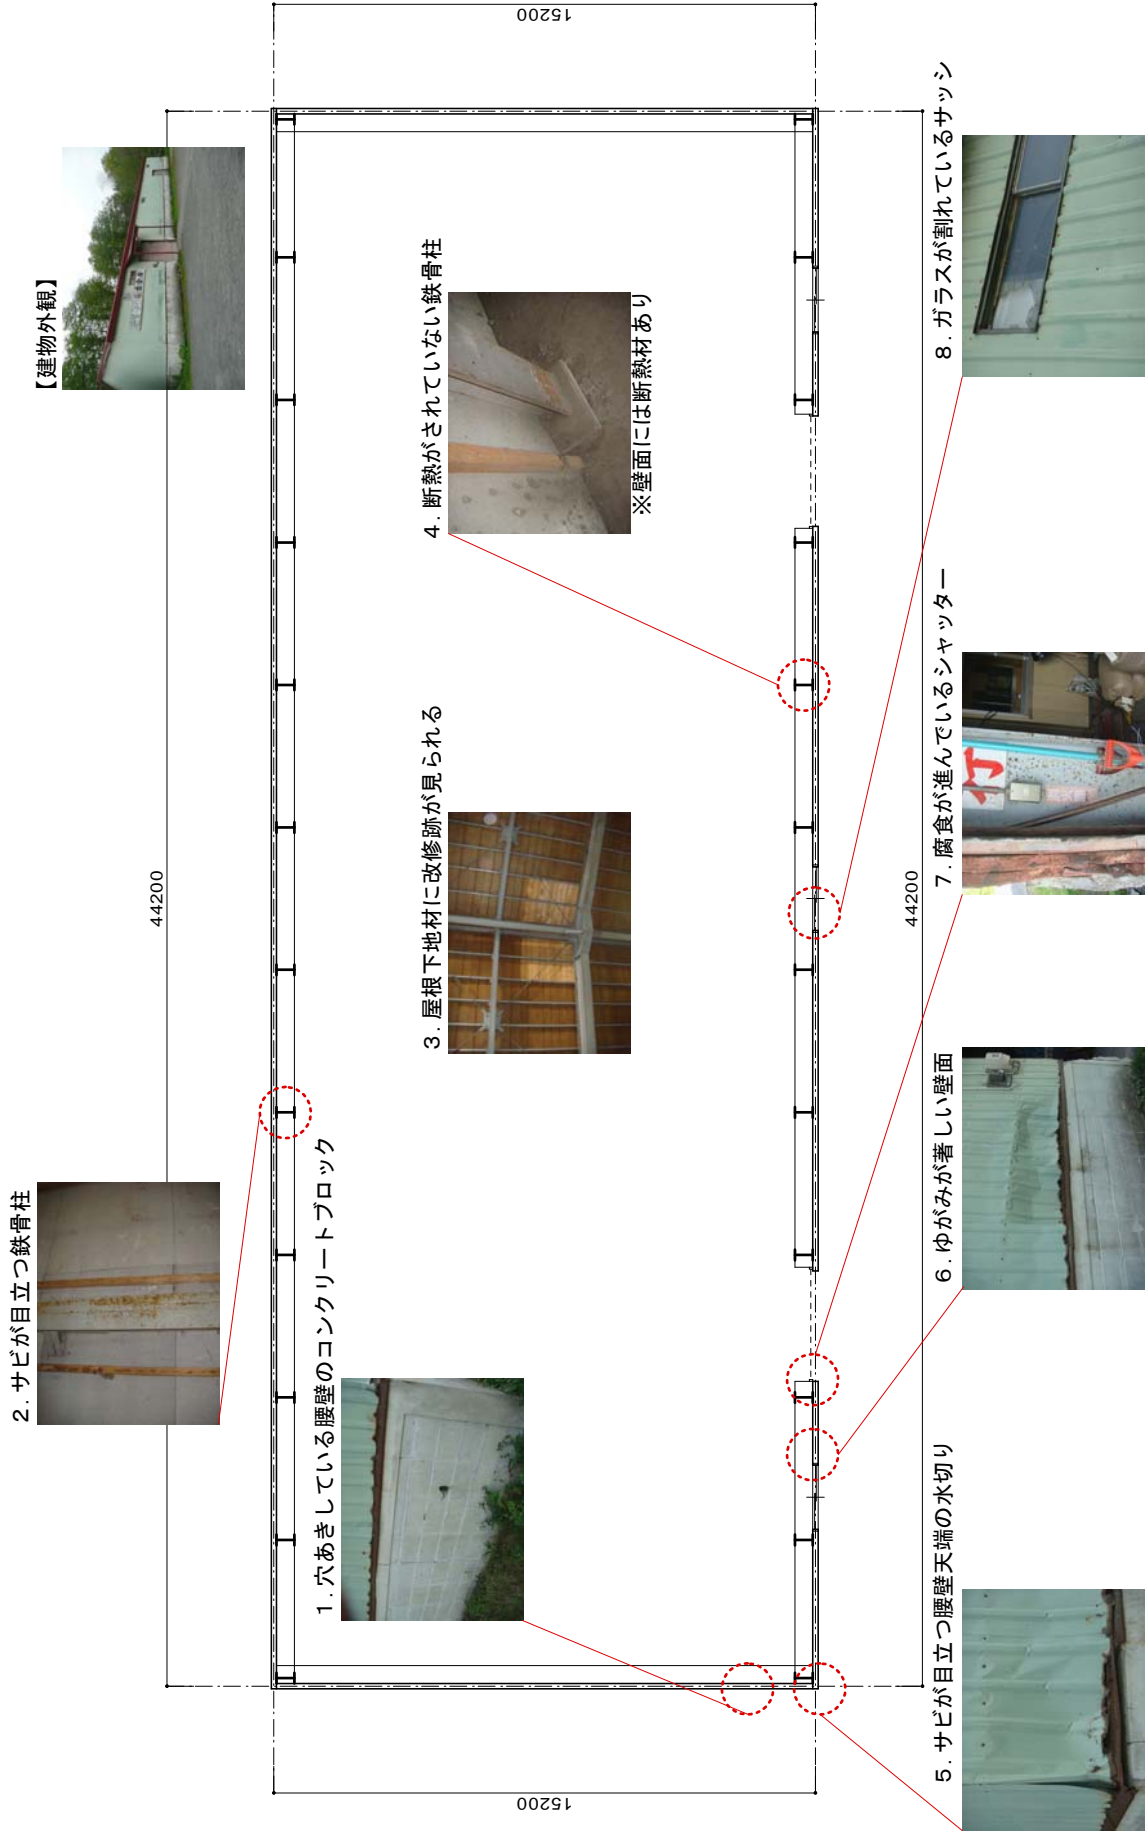 【建物外観】
2．サビが目立つ鉄骨柱
44200
15200
15200
1．穴あきしている腰壁のコンクリートブロック
3．屋根下地材に改修跡が見られる
4．断熱がされていない鉄骨柱
※壁面には断熱材あり
44200
5．サビが目立つ腰壁天端の水切り
6．ゆがみが著しい壁面
7．腐食が進んでいるシャッター
8．ガラスが割れているサッシ
灯